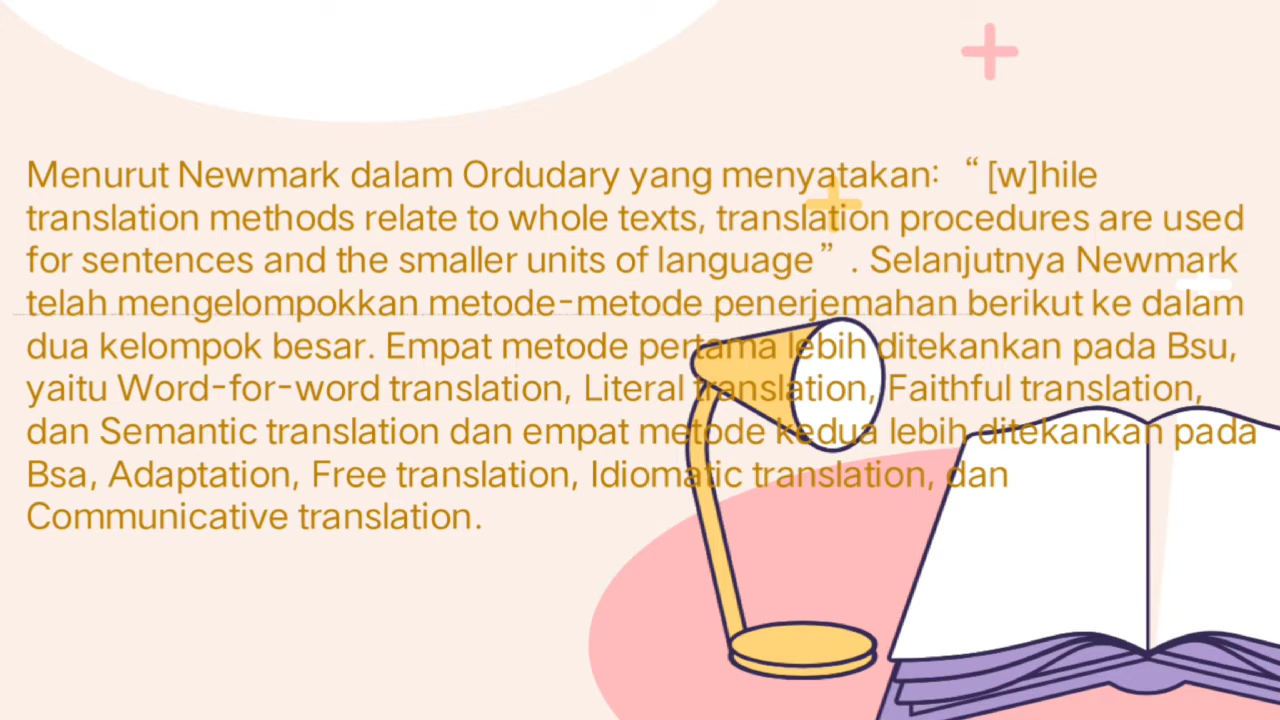 Menurut Newmark dalam Ordudary yang menyatakan: “[w]hile
translation methods relate to whole texts, translation procedures are used
for sentences and the smaller units of language”. Selanjutnya Newmark
telah mengelompokkan metode-metode penerjemahan berikut ke dalam
dua kelompok besar. Empat metode pertama lebih ditekankan pada Bsu,
yaitu Word-for-word translation, Literal translation, Faithful translation,
dan Semantic translation dan empat metode kedua lebih ditekankan pada
Bsa, Adaptation, Free translation, Idiomatic translation, dan
Communicative translation.